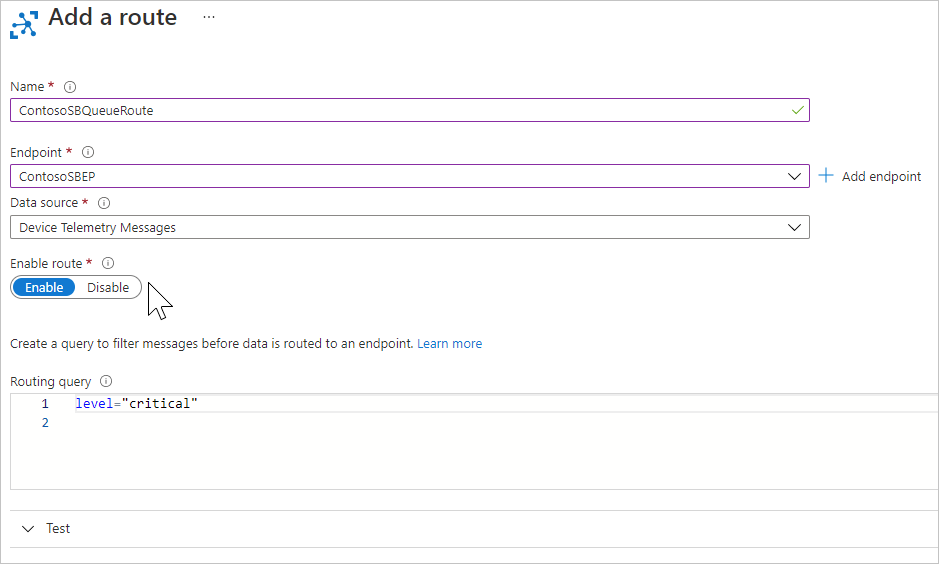 Add a route ...
Name *
ContosoSBQueueRoute
Endpoint *
ContosoSBEP
Add endpoint
Data source *
Device Telemetry Messages
Enable route *
Enable Disable
Create a query to filter messages before data is routed to an endpoint. Learn more
Routing query
1 level="critical"
2
Test